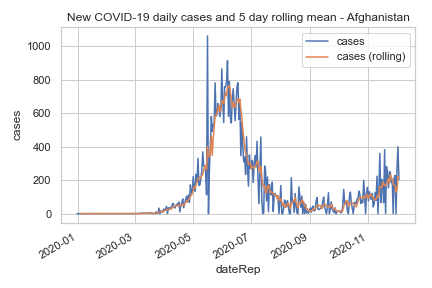 New COVID-19 daily cases and 5 day rolling mean - Afghanistan
cases
cases (rolling)
1000
800
600
400
200
0
cases
2020-01
2020-03
2020-05
2020-07
2020-09
2020-11
dateRep